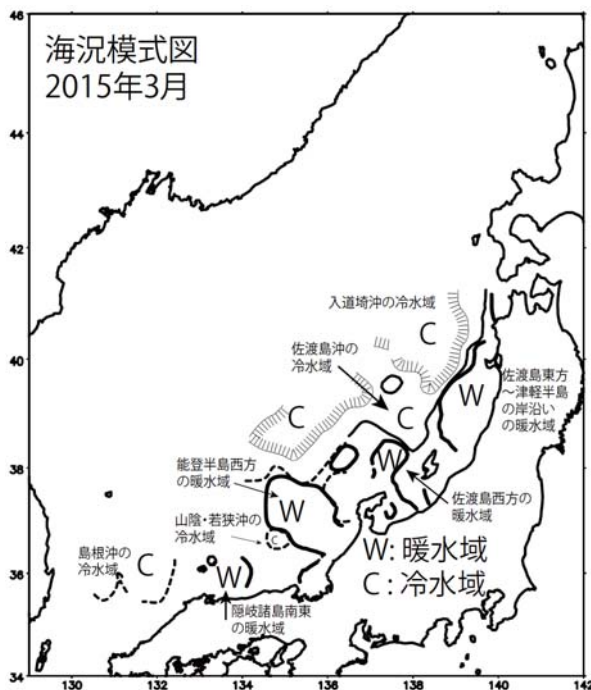 海況模式図
2015年3月
46
44
42
40
38
36
34
入道埼沖の冷水域
C
佐渡島沖の
冷水域
C
W
佐渡島東方
~津軽半島
の岸沿い
の暖水域
C
能登半島西方
の暖水域
W
W
佐渡島西方の
暖水域
山陰・若狭沖の
冷水域
C
島根沖の
冷水域
C
W
隠岐諸島南東
の暖水域
W:暖水域
C:冷水域
130
132
134
136
138
140
142